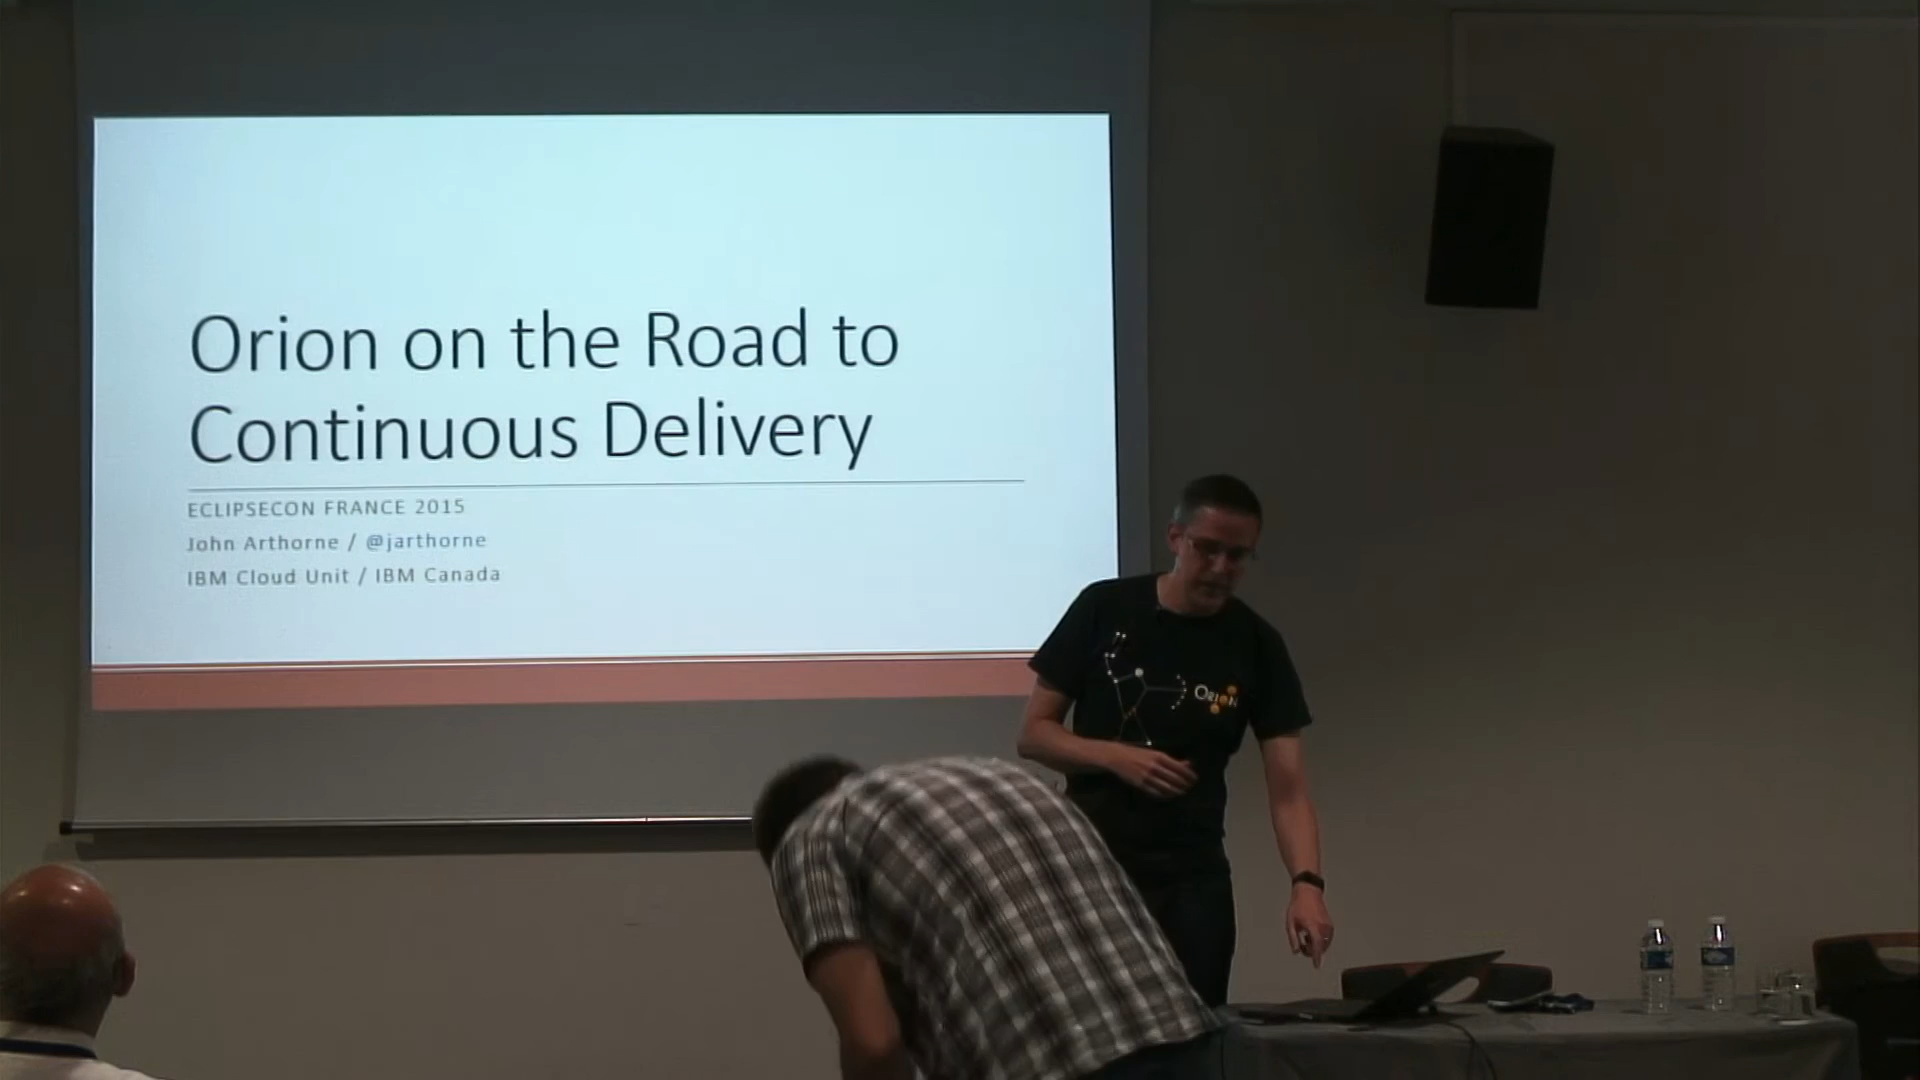 Orion on the Road to
Continuous Delivery
ECLIPSECON FRANCE 2015
John Arthorne / @jarthorne
IBM Cloud Unit / IBM Canada
ORION